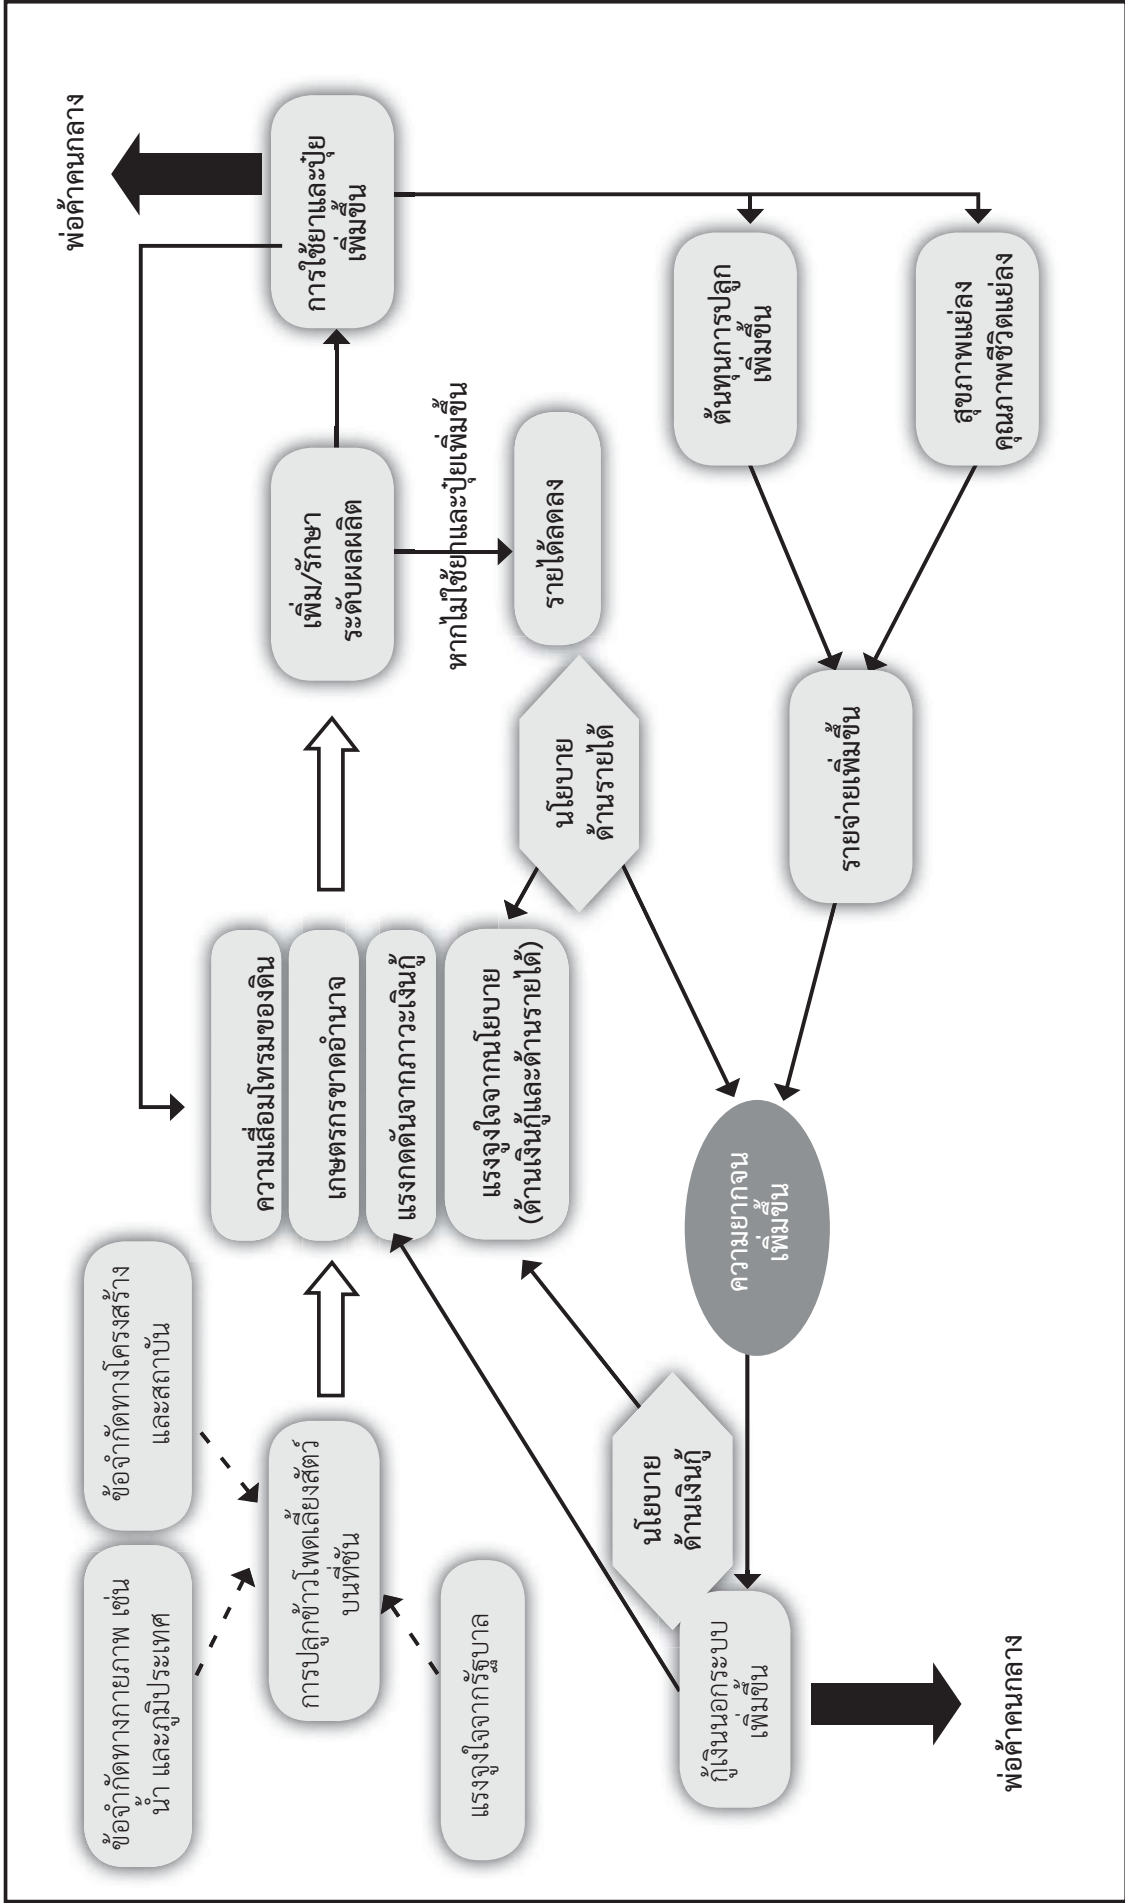 ข้อจำกัดทางกายภาพ เช่น
น้ำ และภูมิประเทศ
ข้อจำกัดทางโครงสร้าง
และสถาบัน
การปลูกข้าวโพดเลี้ยงสัตว์
บนที่ชัน
แรงจูงใจจากรัฐบาล
ความเสื่อมโทรมของดิน
เกษตรกรขาดอำนาจ
แรงกดดันจากภาวะเงินกู้
แรงจูงใจจากนโยบาย
(ด้านเงินกู้และด้านรายได้)
เพิ่ม/รักษา
ระดับผลผลิต
หากไม่ใช้ยาและปุ๋ยเพิ่มขึ้น
รายได้ลดลง
การใช้ยาและปุ๋ย
เพิ่มขึ้น
พ่อค้าคนกลาง
นโยบาย
ด้านรายได้
ต้นทุนการปลูก
เพิ่มขึ้น
สุขภาพแย่ลง
คุณภาพชีวิตแย่ลง
รายจ่ายเพิ่มขึ้น
ความยากจน
เพิ่มขึ้น
นโยบาย
ด้านเงินกู้
กู้เงินนอกระบบ
เพิ่มขึ้น
พ่อค้าคนกลาง